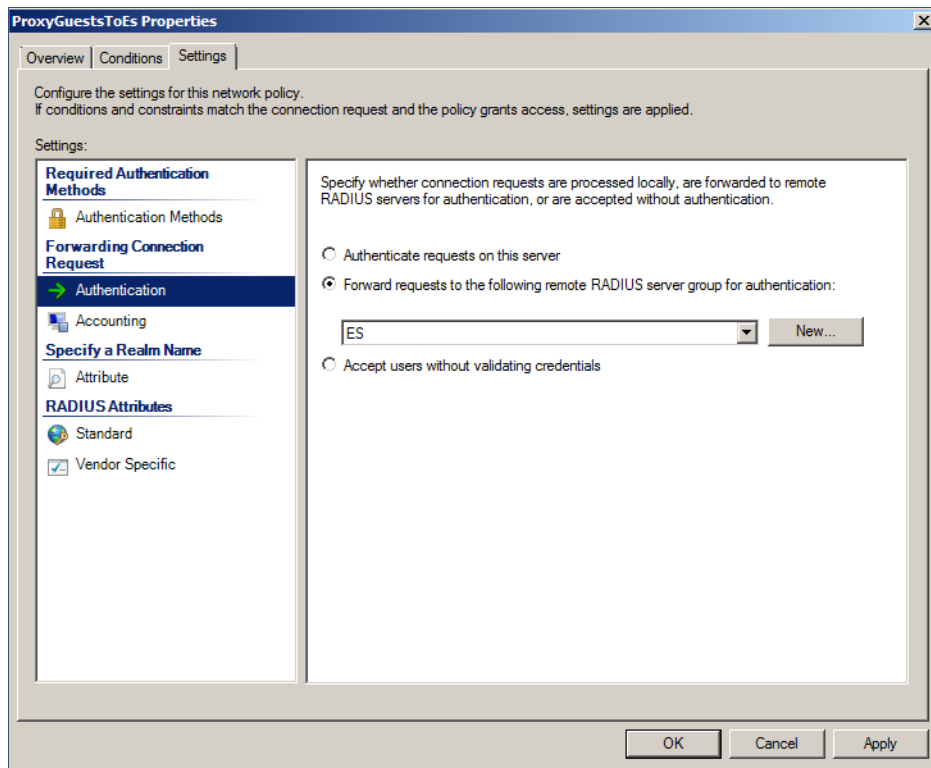 ProxyGuestsToEs Properties
Overview
Conditions
Settings
Configure the settings for this network policy.
If conditions and constraints match the connection request and the policy grants access, settings are applied.
Settings:
Required Authentication
Methods
Authentication Methods
Forwarding Connection
Request
Authentication
Accounting
Specify a Realm Name
Attribute
RADIUS Attributes
Standard
Vendor Specific
Specify whether connection requests are processed locally, are forwarded to remote
RADIUS servers for authentication, or are accepted without authentication.
Authenticate requests on this server
Forward requests to the following remote RADIUS server group for authentication:
ES
New...
Accept users without validating credentials
OK
Cancel
Apply